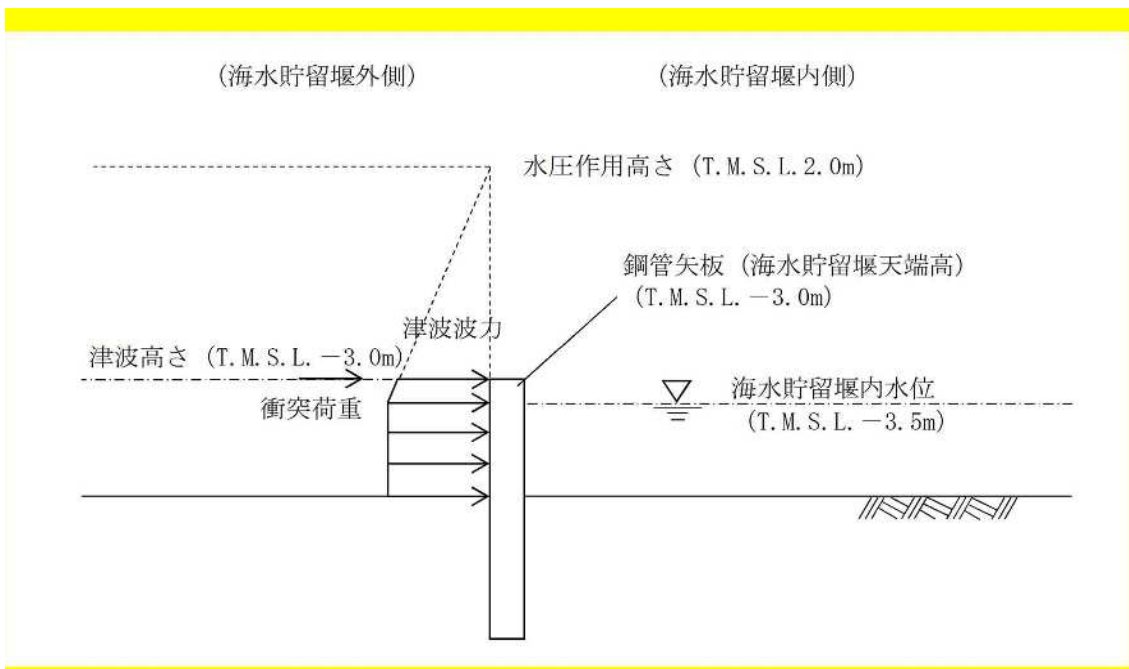 (海水貯留堰外側)
(海水貯留堰内側)
水圧作用高さ (T.M.S.L.2.0m)
鋼管矢板 (海水貯留堰天端高)
(T.M.S.L.－3.0m)
津波波力
津波高さ (T.M.S.L.－3.0m)
衝突荷重
海水貯留堰内水位
(T.M.S.L.－3.5m)